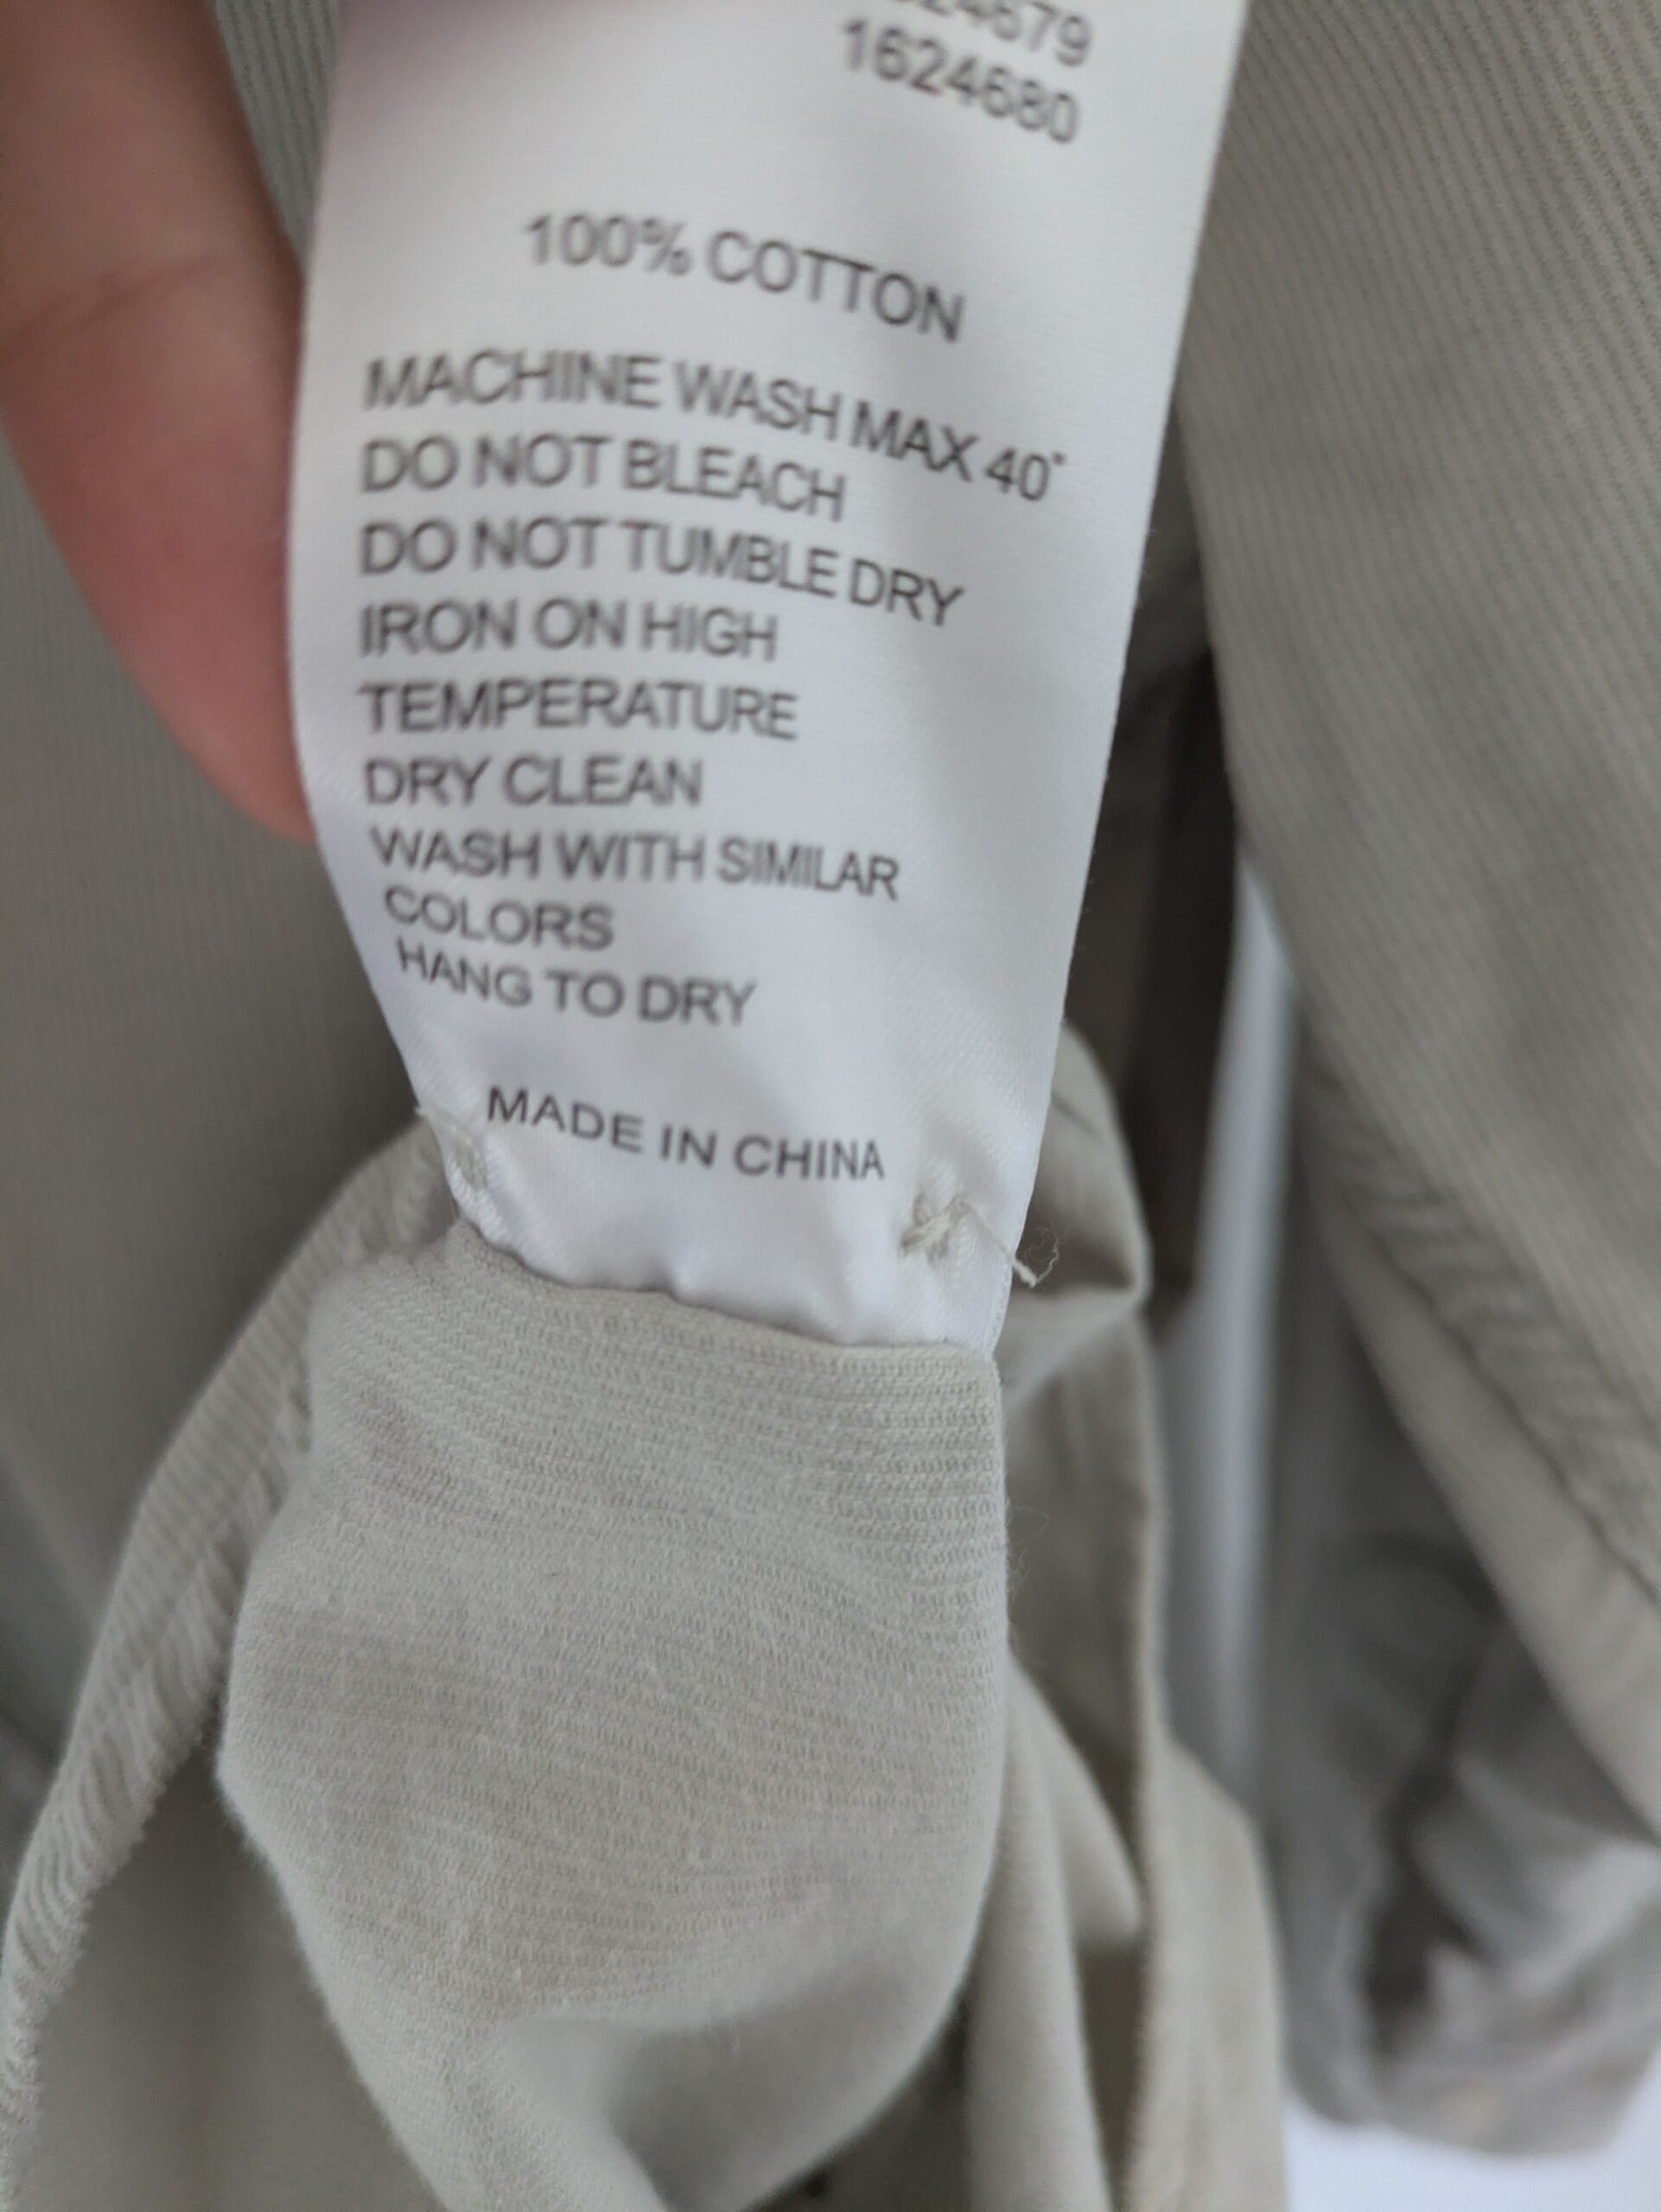 1624680
100% COTTON
MACHINE WASH MAX 40°
DO NOT BLEACH
DO NOT TUMBLE DRY
IRON ON HIGH
TEMPERATURE
DRY CLEAN
WASH WITH SIMILAR
COLORS
HANG TO DRY
MADE IN CHINA